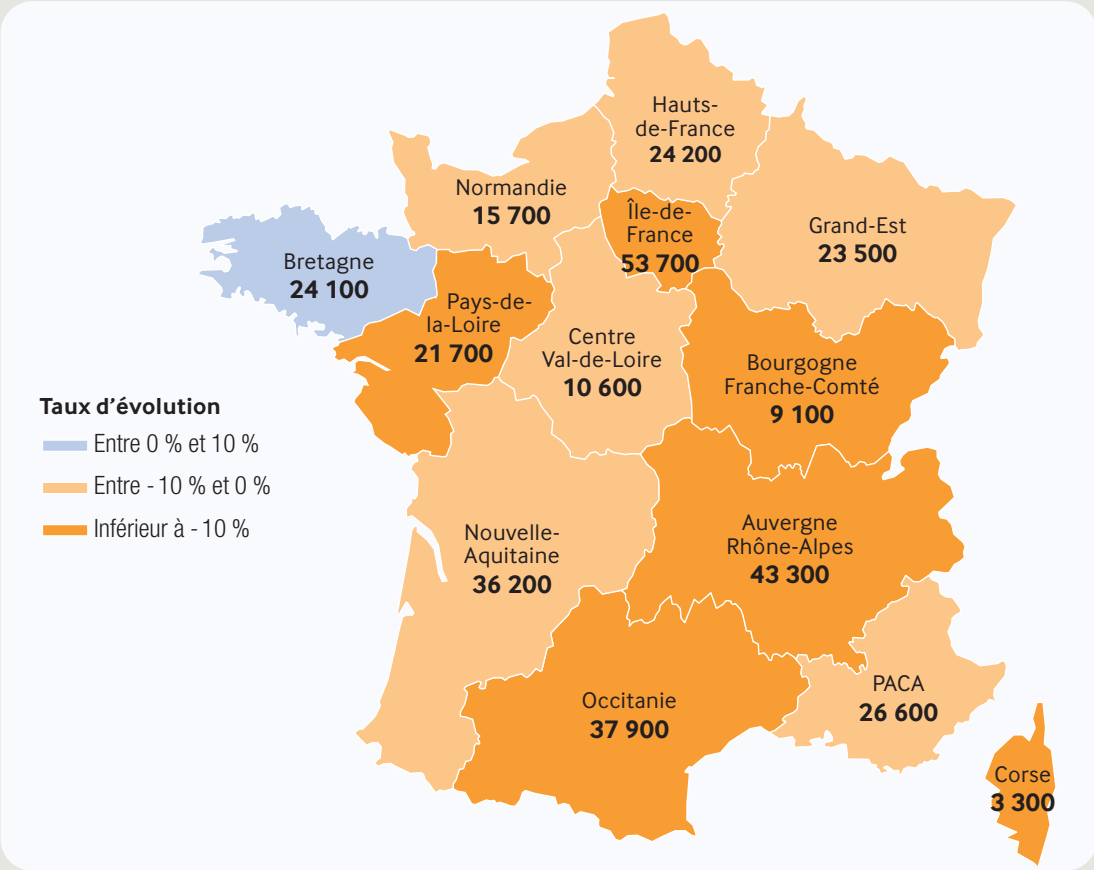 Hauts-
de-France
24 200
Normandie
15 700
Île-de-
France
53 700
Grand-Est
23 500
Bretagne
24 100
Pays-de-
la-Loire
21 700
Centre
Val-de-Loire
10 600
Bourgogne
Franche-Comté
9 100
Taux d’évolution
Entre 0 % et 10 %
Entre - 10 % et 0 %
Inférieur à - 10 %
Nouvelle-
Aquitaine
36 200
Auvergne
Rhône-Alpes
43 300
Occitanie
37 900
PACA
26 600
Corse
3 300